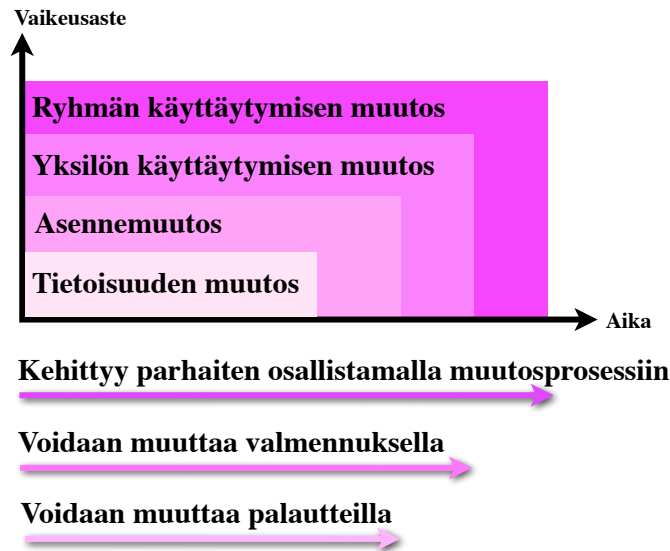 Vaikeusaste
Ryhmän käyttäytymisen muutos
Yksilön käyttäytymisen muutos
Asennemuutos
Tietoisuuden muutos
Aika
Kehittyy parhaiten osallistamalla muutosprosessiin
Voidaan muuttaa valmennuksella
Voidaan muuttaa palautteilla